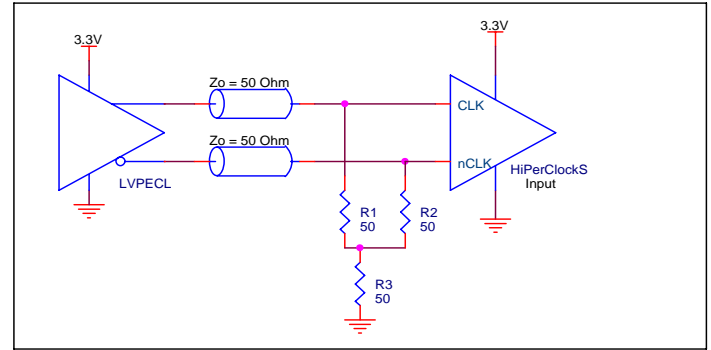 3.3V
3.3V
Zo = 50 Ohm
CLK
Zo = 50 Ohm
nCLK
HiPerClockS
Input
LVPECL
R1
50
R2
50
R3
50